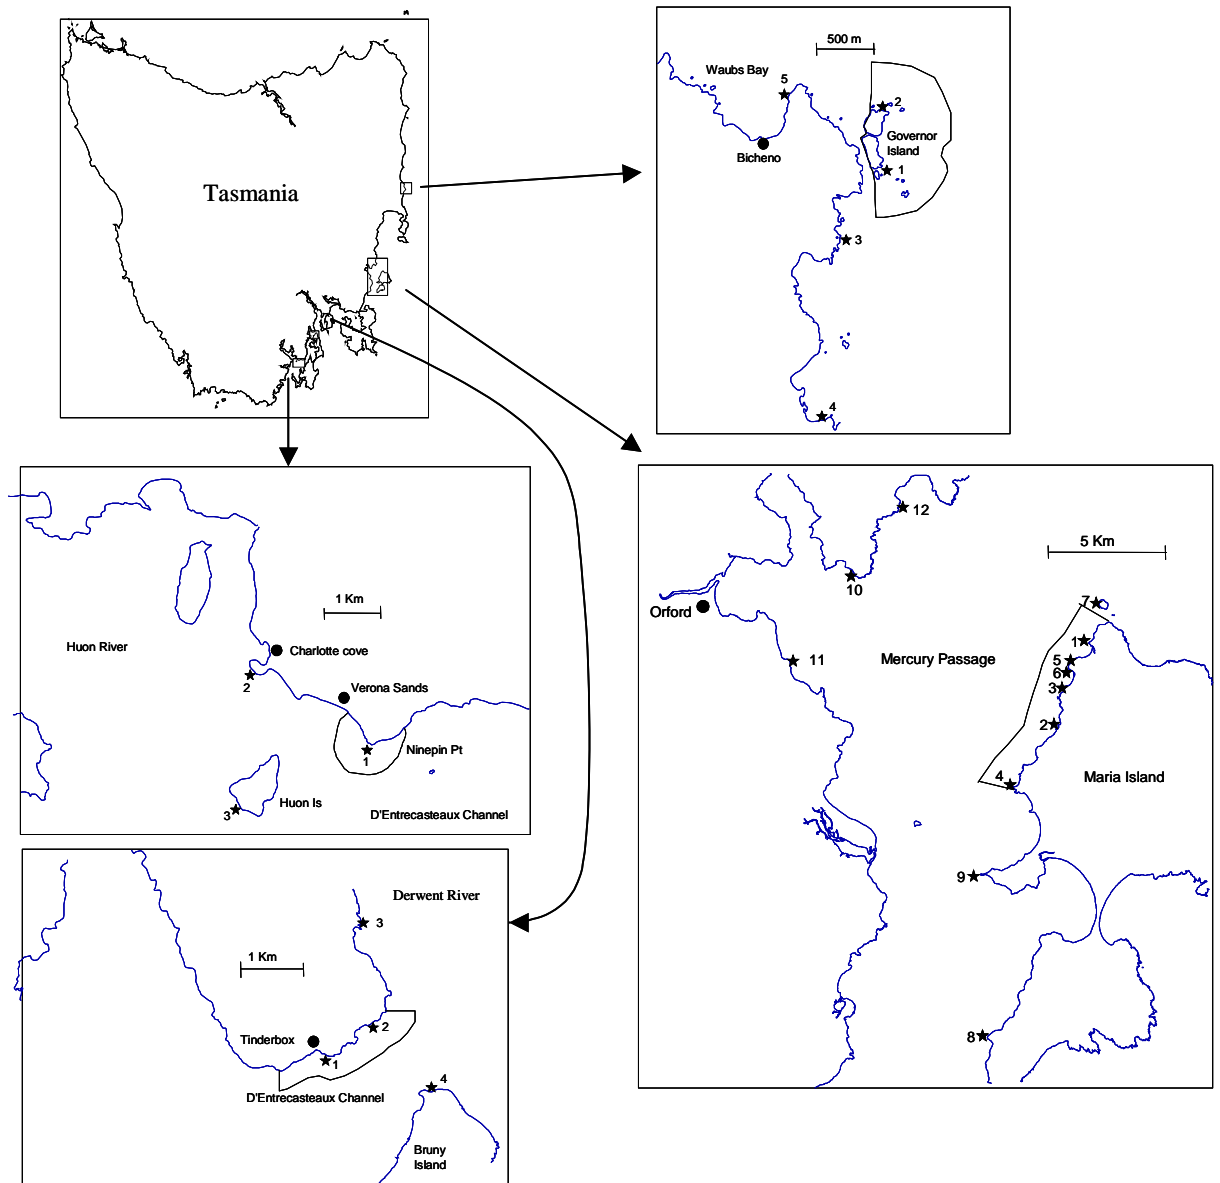 Tasmania
500 m
Waubs Bay
5
2
Governor
Island
Bicheno
1
3
4
1 Km
Huon River
Charlotte cove
2
Verona Sands
Ninepin Pt
1
Huon Is
3
D'Entrecasteaux Channel
Derwent River
3
1 Km
2
Tinderbox
1
4
D'Entrecasteaux Channel
Bruny
Island
12
5 Km
10
7
Orford
1
11
Mercury Passage
5
6
3
2
4
Maria Island
9
8